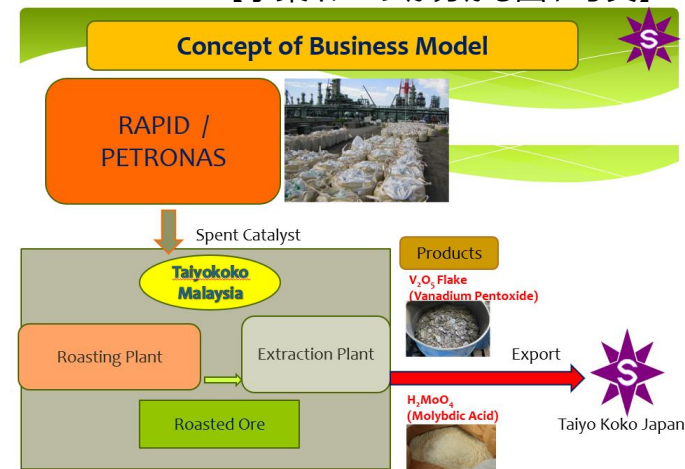 Concept of Business Model
S
RAPID /
PETRONAS
Spent Catalyst
Taiyokoko
Malaysia
Products
V₂O₅ Flake
(Vanadium Pentoxide)
Roasting Plant
Extraction Plant
Export
S
Roasted Ore
H₂MoO₄
(Molybdic Acid)
Taiyo Koko Japan